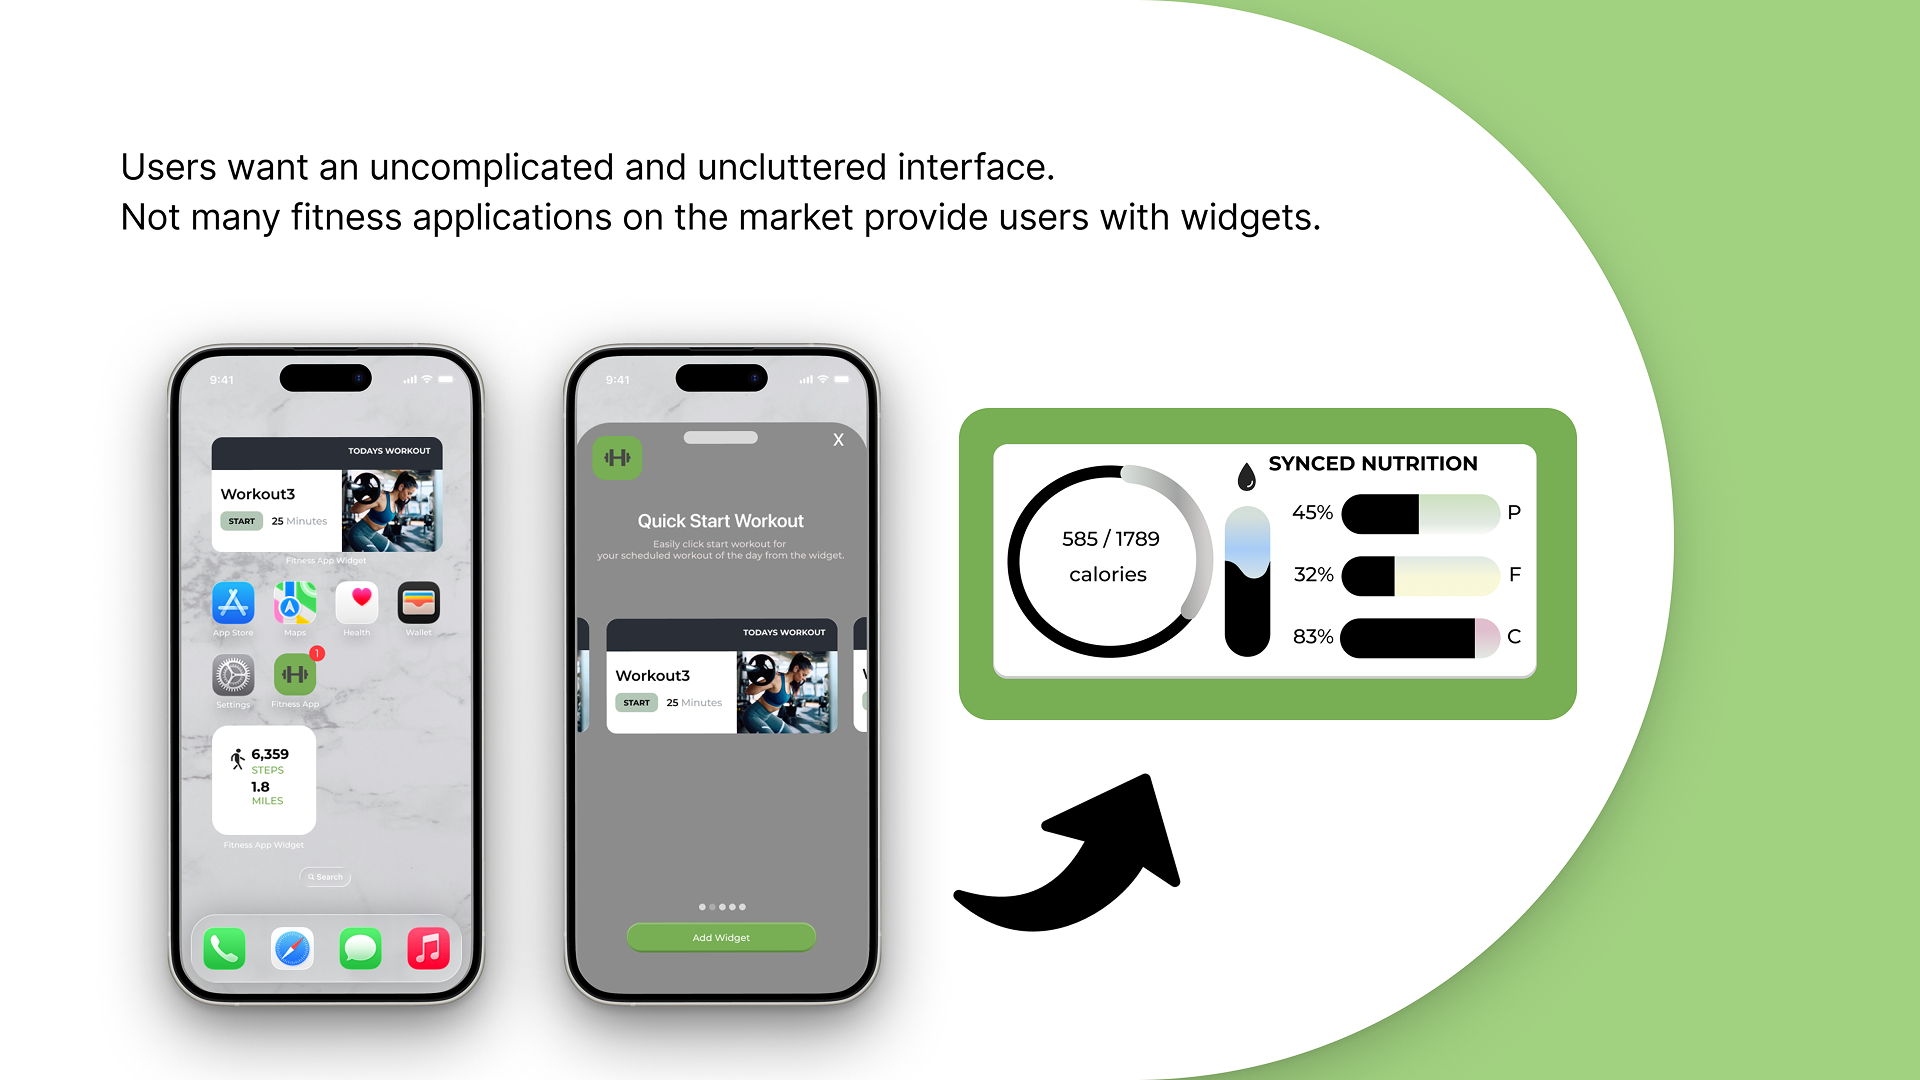 Users want an uncomplicated and uncluttered interface.
Not many fitness applications on the market provide users with widgets.
9:41
TODAYS WORKOUT
Workout3
START 25 Minutes
Fitness App Widget
App Store Maps Health Wallet
1
Settings Fitness App
6,359
STEPS
1.8
MILES
Fitness App Widget
Search
9:41
X
H
Quick Start Workout
Easily click start workout for
your scheduled workout of the day from the widget.
TODAYS WORKOUT
Workout3
START 25 Minutes
Add Widget
SYNCED NUTRITION
585 / 1789
calories
45% P
32% F
83% C